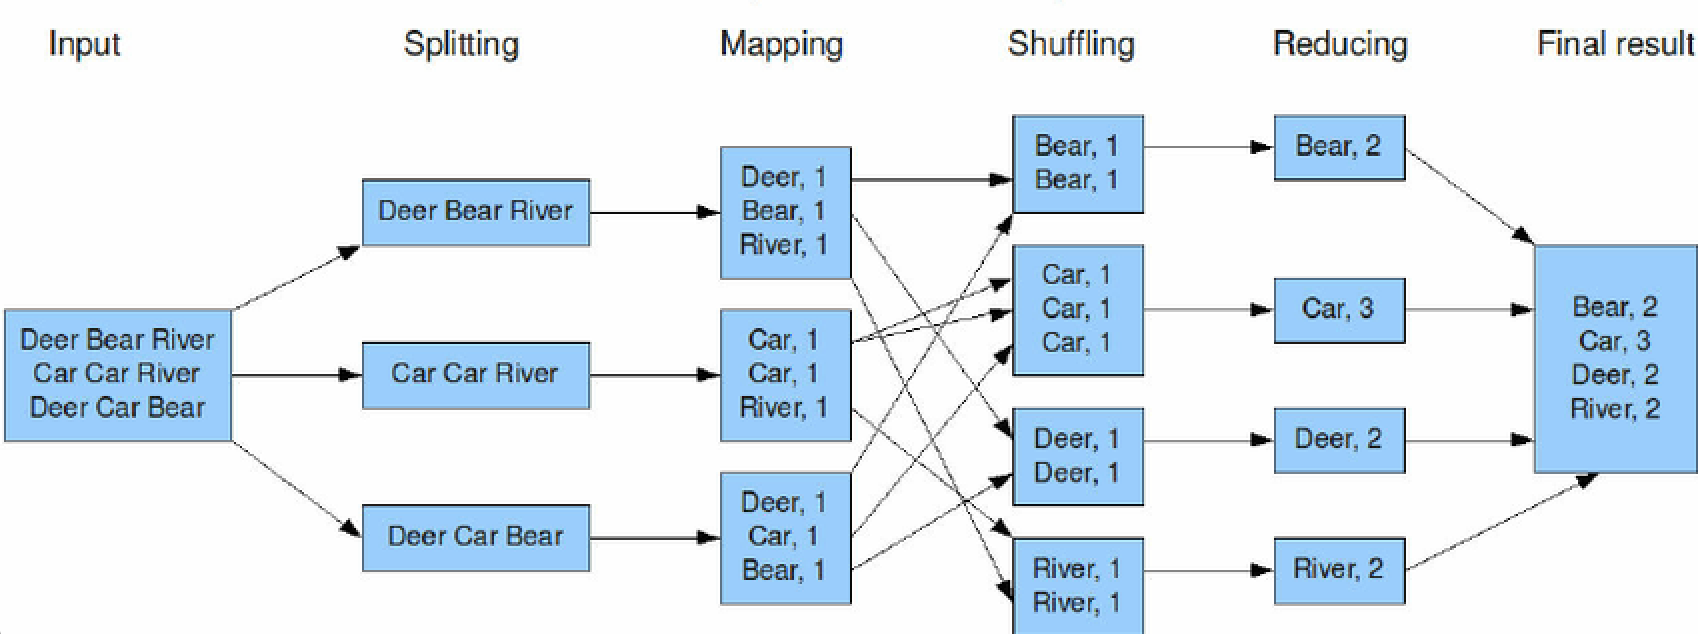 Input
Splitting
Mapping
Shuffling
Reducing
Final result
Deer Bear River
Car Car River
Deer Car Bear
Deer Bear River
Car Car River
Deer Car Bear
Deer, 1
Bear, 1
River, 1
Car, 1
Car, 1
River, 1
Deer, 1
Car, 1
Bear, 1
Bear, 1
Bear, 1
Car, 1
Car, 1
Car, 1
Deer, 1
Deer, 1
River, 1
River, 1
Bear, 2
Car, 3
Deer, 2
River, 2
Bear, 2
Car, 3
Deer, 2
River, 2